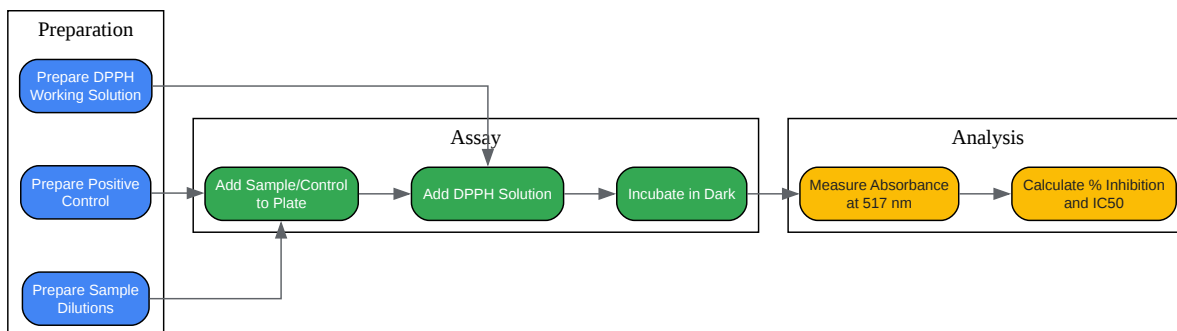 Preparation
Prepare DPPH
Working Solution
Prepare Positive
Control
Prepare Sample
Dilutions
Assay
Add Sample/Control
to Plate
Add DPPH Solution
Incubate in Dark
Analysis
Measure Absorbance
at 517 nm
Calculate % Inhibition
and IC50